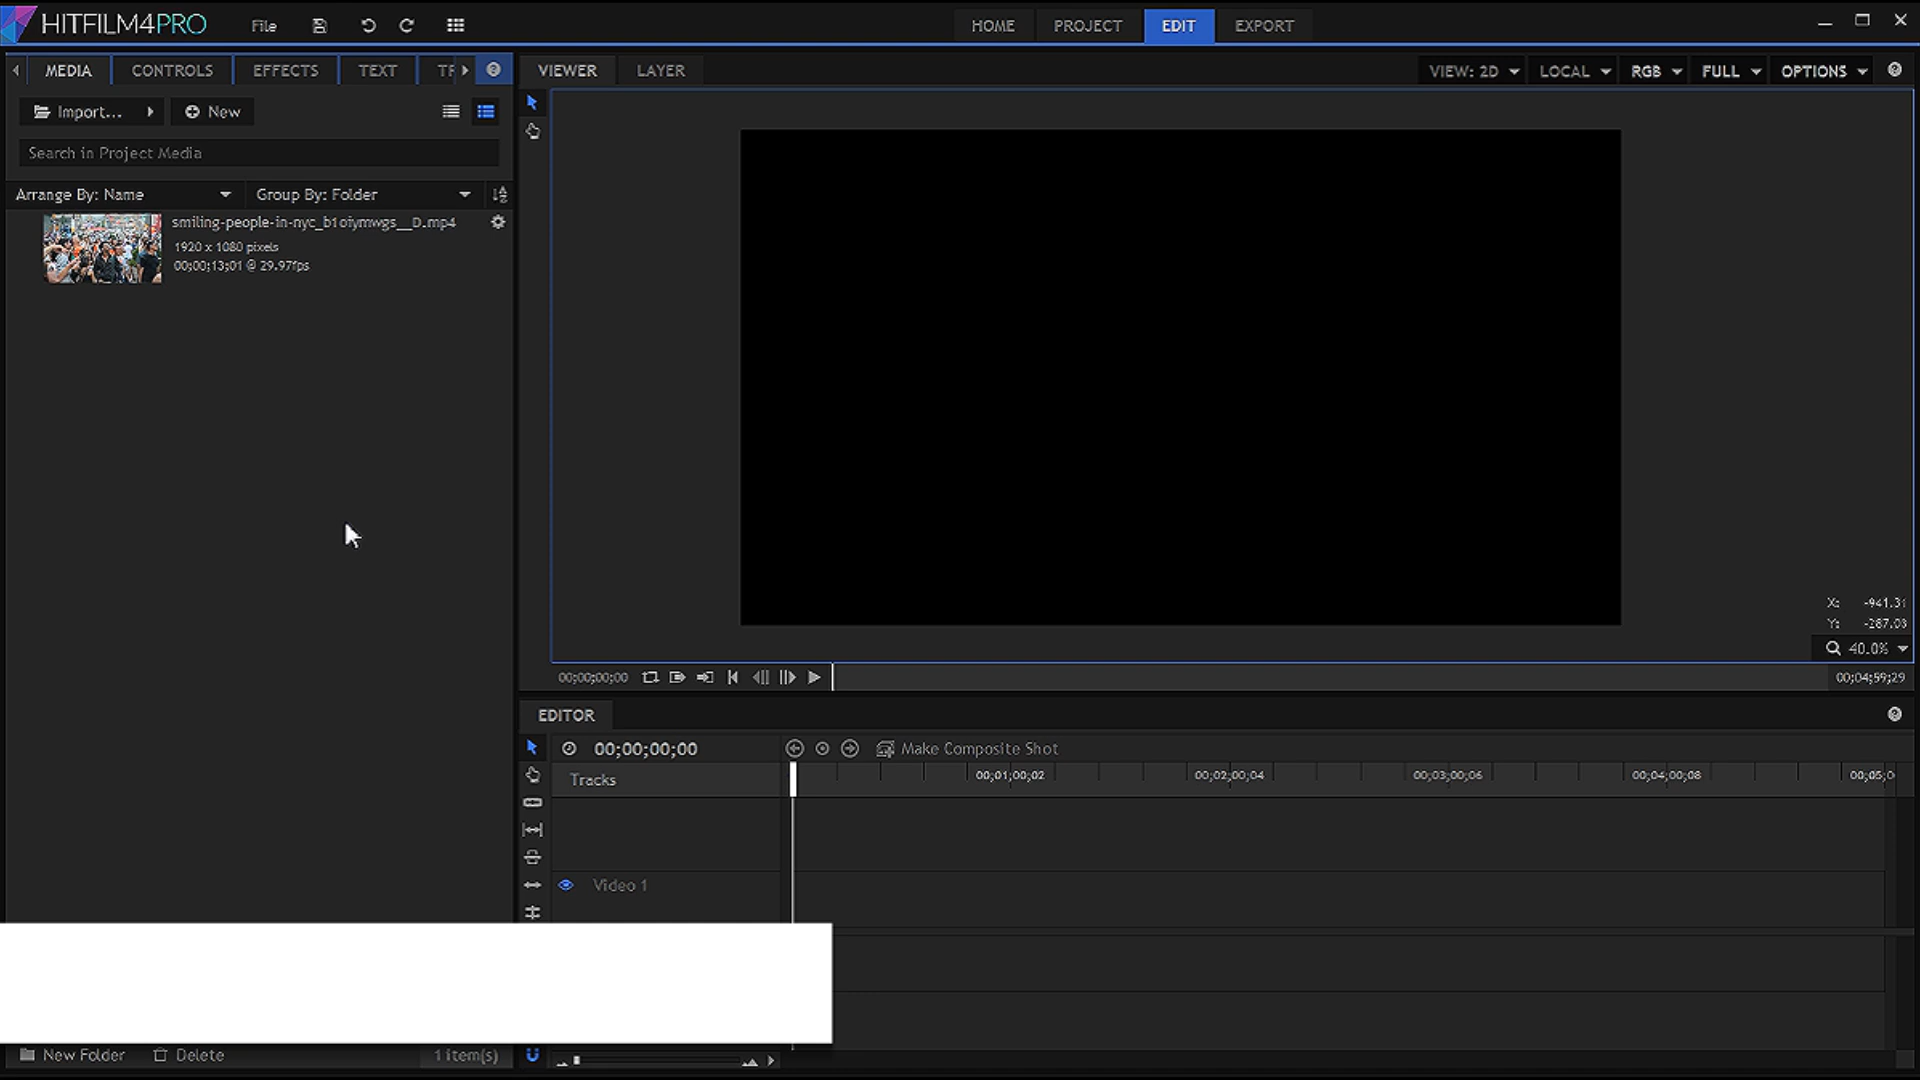 HITFILM4PRO File HOME PROJECT EDIT EXPORT
MEDIA CONTROLS EFFECTS TEXT VIEWER LAYER VIEW: 2D LOCAL RGB FULL OPTIONS
Import... New
Search in Project Media
Arrange By: Name Group By: Folder
smiling-people-in-nyc_b1oiymwgs__D.mp4
1920 x 1080 pixels
00;00;13;01 @ 29.97fps
X: -941.31
Y: -287.03
40.0%
00;00;00;00 00;04;59;29
EDITOR
00;00;00;00 Make Composite Shot
Tracks 00;01;00;02 00;02;00;04 00;03;00;06 00;04;00;08
Video 1
New Folder Delete 1 item(s)